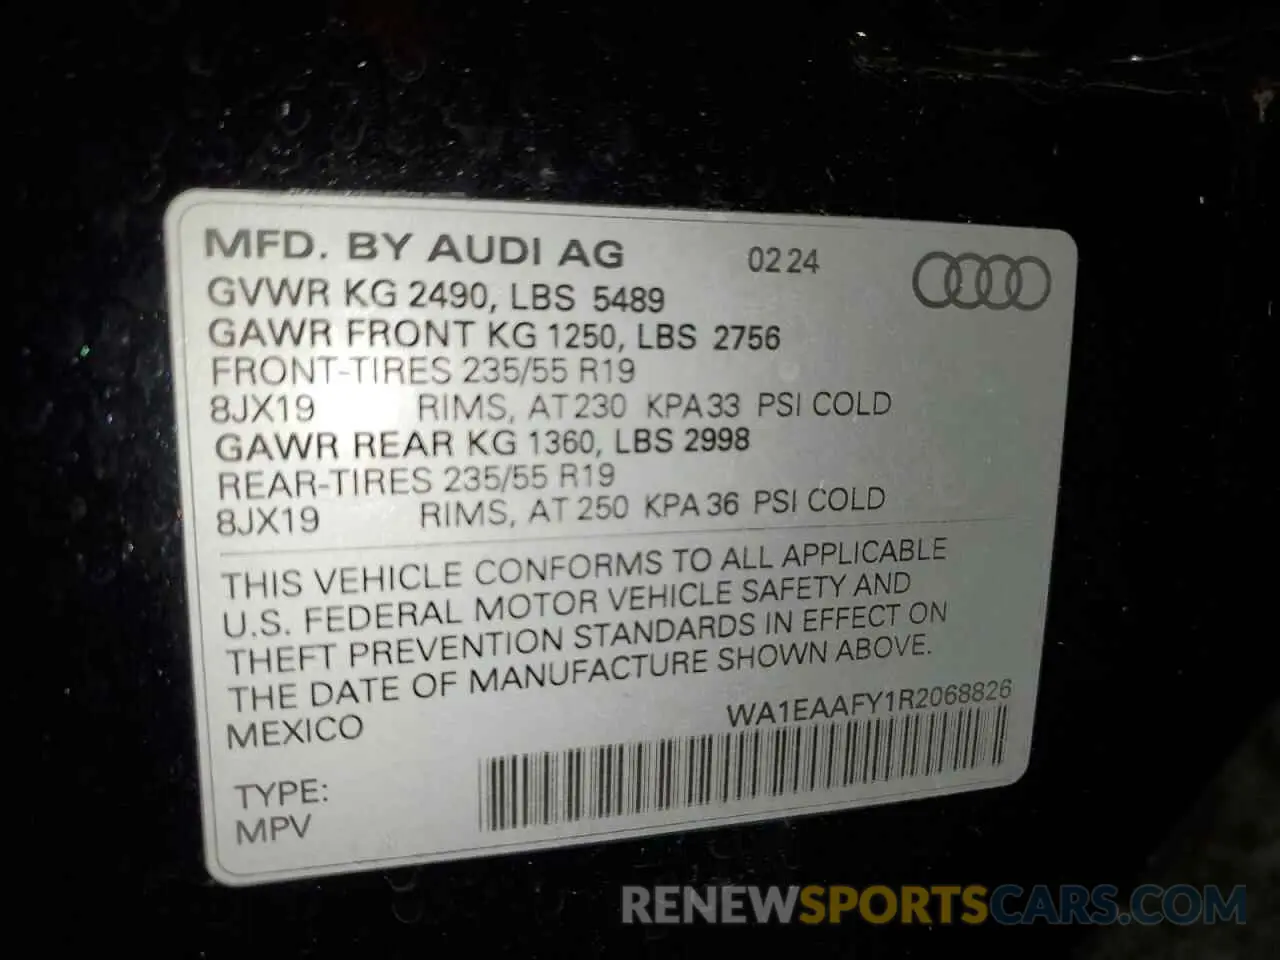 MFD. BY AUDI AG 02 24
GVWR KG 2490, LBS 5489
GAWR FRONT KG 1250, LBS 2756
FRONT-TIRES 235/55 R19
8JX19 RIMS, AT 230 KPA 33 PSI COLD
GAWR REAR KG 1360, LBS 2998
REAR-TIRES 235/55 R19
8JX19 RIMS, AT 250 KPA 36 PSI COLD
THIS VEHICLE CONFORMS TO ALL APPLICABLE
U.S. FEDERAL MOTOR VEHICLE SAFETY AND
THEFT PREVENTION STANDARDS IN EFFECT ON
THE DATE OF MANUFACTURE SHOWN ABOVE.
MEXICO WA1EAAFY1R2068826
TYPE:
MPV
RENEWSPORTSCARS.COM